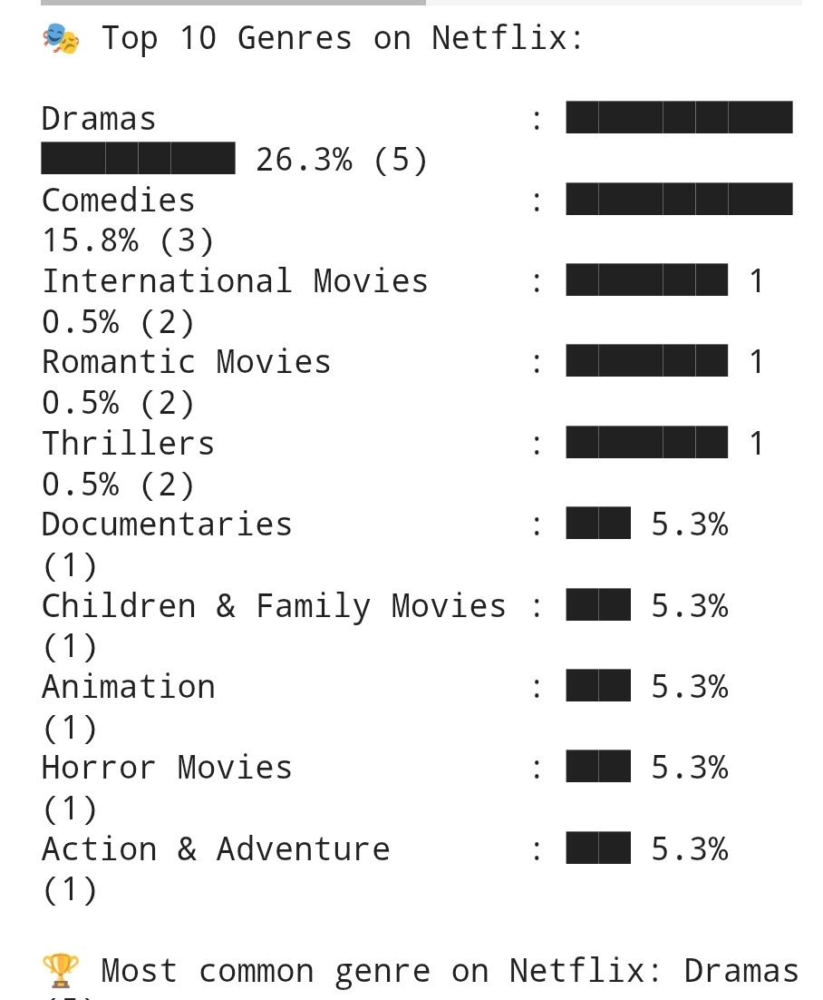 🎭 Top 10 Genres on Netflix:
Dramas : ███████
██████ 26.3% (5)
Comedies : ███████
15.8% (3)
International Movies : █████ 1
0.5% (2)
Romantic Movies : █████ 1
0.5% (2)
Thrillers : █████ 1
0.5% (2)
Documentaries : ██ 5.3%
(1)
Children & Family Movies : ██ 5.3%
(1)
Animation : ██ 5.3%
(1)
Horror Movies : ██ 5.3%
(1)
Action & Adventure : ██ 5.3%
(1)
🏆 Most common genre on Netflix: Dramas